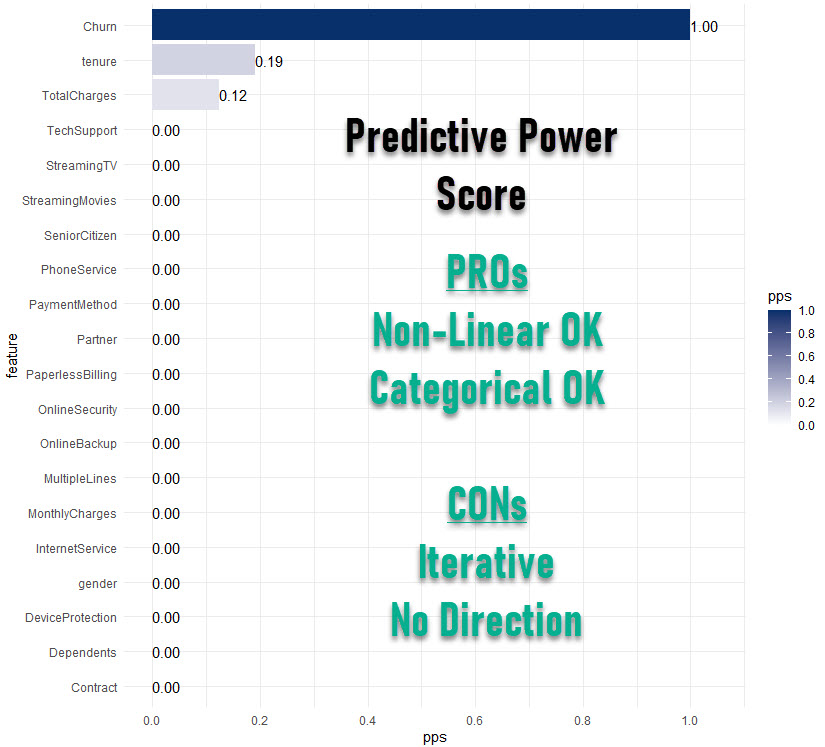 Churn 1.00
tenure 0.19
TotalCharges 0.12
TechSupport 0.00
StreamingTV 0.00
StreamingMovies 0.00
SeniorCitizen 0.00
PhoneService 0.00
PaymentMethod 0.00
Partner 0.00
PaperlessBilling 0.00
OnlineSecurity 0.00
OnlineBackup 0.00
MultipleLines 0.00
MonthlyCharges 0.00
InternetService 0.00
gender 0.00
DeviceProtection 0.00
Dependents 0.00
Contract 0.00
feature
0.0 0.2 0.4 0.6 0.8 1.0
pps
Predictive Power
Score
PROs
Non-Linear OK
Categorical OK
CONs
Iterative
No Direction
pps
1.0
0.8
0.6
0.4
0.2
0.0